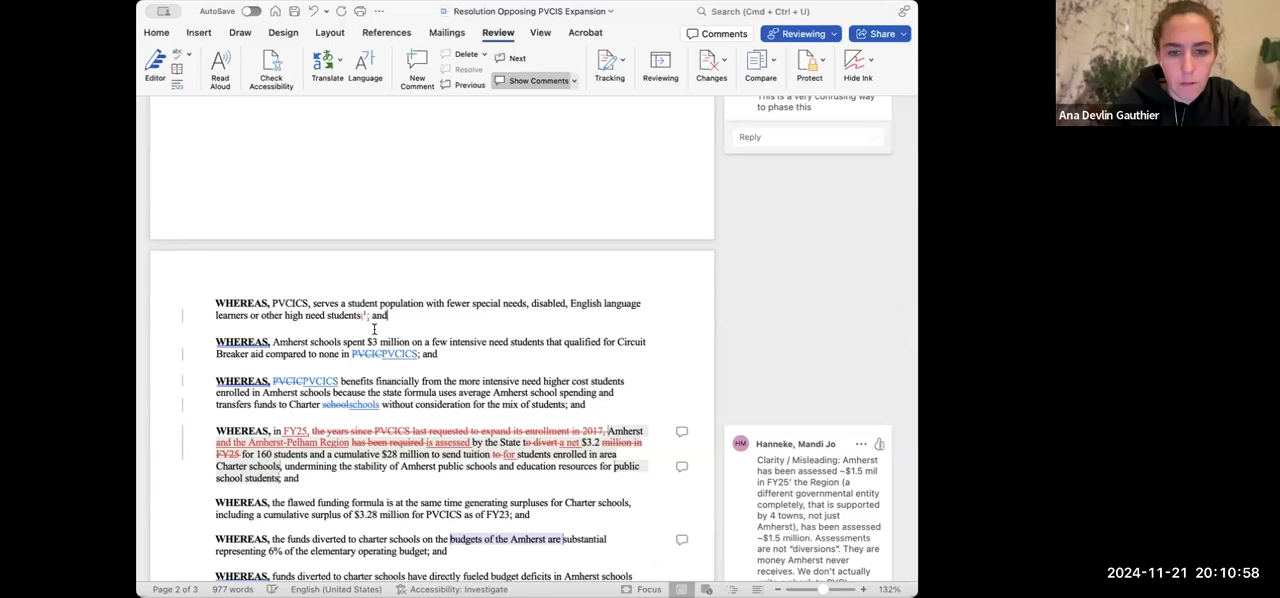 AutoSave
Resolution Opposing PVCIS Expansion
Search (Cmd + Ctrl + U)
Home Insert Draw Design Layout References Mailings Review View Acrobat
Comments Reviewing Share
Editor
Read Aloud
Check Accessibility
Translate Language
New Comment
Delete
Resolve
Previous
Next
Show Comments
Tracking Reviewing Changes Compare Protect Hide Ink
This is a very confusing way
to phase this
Reply
Ana Devlin Gauthier
WHEREAS, PVCICS, serves a student population with fewer special needs, disabled, English language
learners or other high need students;¹; and
WHEREAS, Amherst schools spent $3 million on a few intensive need students that qualified for Circuit
Breaker aid compared to none in PVCICPVCICS; and
WHEREAS, PVCICPVCICS benefits financially from the more intensive need higher cost students
enrolled in Amherst schools because the state formula uses average Amherst school spending and
transfers funds to Charter schoolschools without consideration for the mix of students; and
WHEREAS, in FY25, the years since PVCICS last requested to expand its enrollment in 2017, Amherst
and the Amherst-Pelham Region has been required is assessed by the State to divert a net $3.2 million in
FY25 for 160 students and a cumulative $28 million to send tuition to for students enrolled in area
Charter schools, undermining the stability of Amherst public schools and education resources for public
school students; and
WHEREAS, the flawed funding formula is at the same time generating surpluses for Charter schools,
including a cumulative surplus of $3.28 million for PVCICS as of FY23; and
WHEREAS, the funds diverted to charter schools on the budgets of the Amherst are substantial
representing 6% of the elementary operating budget; and
WHEREAS, funds diverted to charter schools have directly fueled budget deficits in Amherst schools
HM
Hanneke, Mandi Jo
Clarity / Misleading: Amherst
has been assessed ~$1.5 mil
in FY25' the Region (a
different governmental entity
completely, that is supported
by 4 towns, not just
Amherst), has been assessed
~$1.5 million. Assessments
are not "diversions". They are
money Amherst never
receives. We don't actually
Page 2 of 3 977 words English (United States) Accessibility: Investigate Focus 132%
2024-11-21 20:10:58